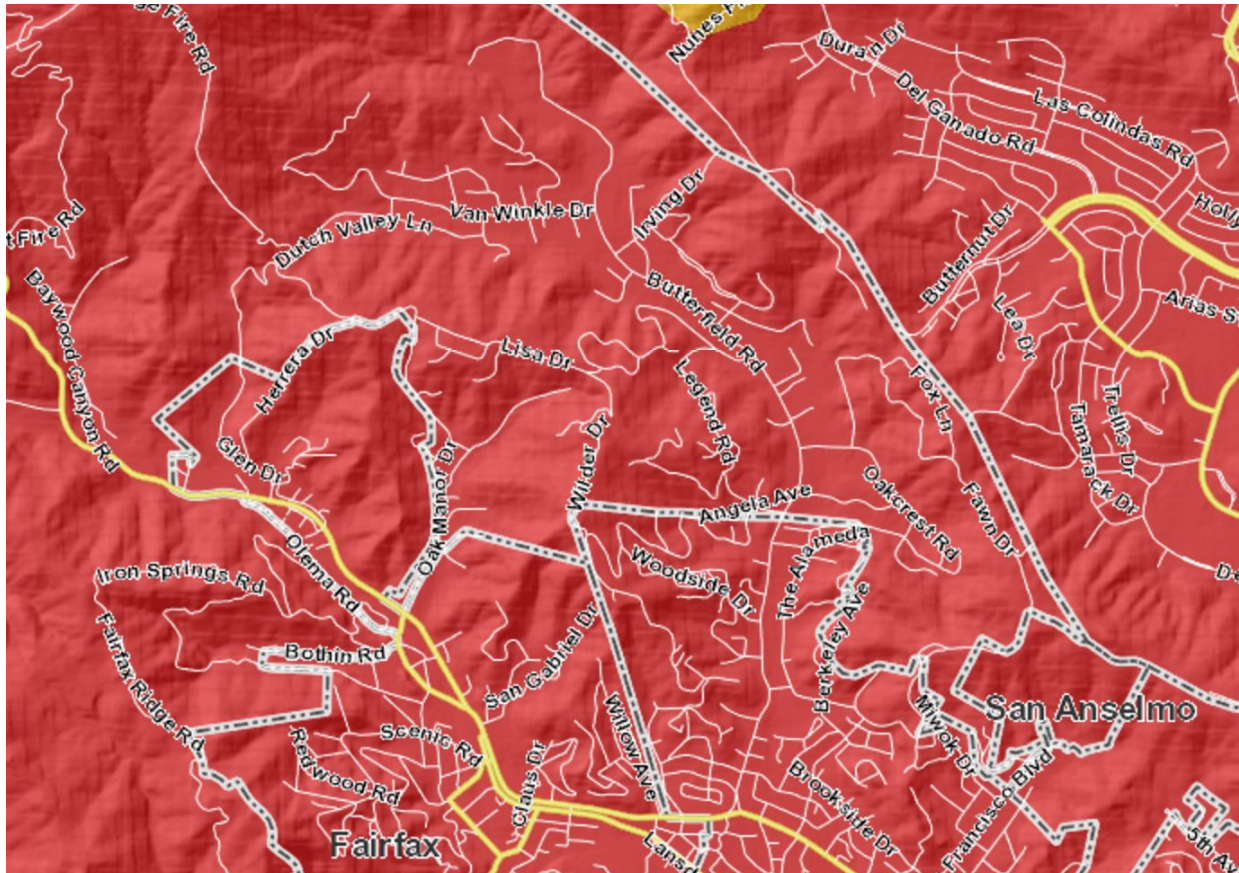 ge Fire Rd
Nunes F
Duran Dr
Del Ganado Rd
Las Colindas Rd
t Fire Rd
Dutch Valley Ln
Van Winkle Dr
Irving Dr
Butternut Dr
Holly
Baywood Canyon Rd
Herrera Dr
Lisa Dr
Butterfield Rd
Legend Rd
Fox Ln
Lea Dr
Arias S
Trellis Dr
Tamarack Dr
Glen Dr
Oak Manor Dr
Wilder Dr
Angela Ave
Oakcrest Rd
Fawn Dr
De
Iron Springs Rd
Olema Rd
Woodside Dr
The Alameda
Berkeley Ave
Fairfax Ridge Rd
Bothin Rd
San Gabriel Dr
Willow Ave
Miwok Dr
San Anselmo
Redwood Rd
Scenic Rd
Claus Dr
Brookside Dr
Francisco Blvd
5th Av
Fairfax
Lansd